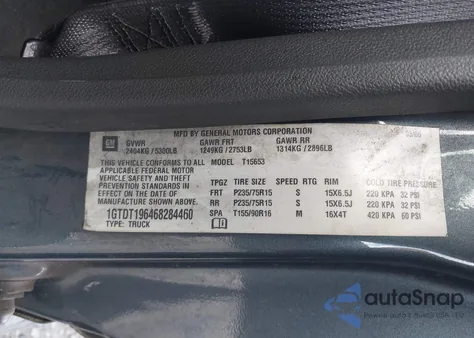 MFD BY GENERAL MOTORS CORPORATION
GM GVWR GAWR FRT GAWR RR
2404KG / 5300LB 1249KG / 2753LB 1314KG / 2896LB
THIS VEHICLE CONFORMS TO ALL MODEL T15653
APPLICABLE FEDERAL MOTOR TPGZ TIRE SIZE SPEED RTG RIM COLD TIRE PRESSURE
VEHICLE SAFETY STANDARDS IN FRT P235/75R15 S 15X6.5J 220 KPA 32 PSI
EFFECT ON THE DATE OF RR P235/75R15 S 15X6.5J 220 KPA 32 PSI
MANUFACTURE SHOWN ABOVE. SPA T155/90R16 M 16X4T 420 KPA 60 PSI
1GTDT196468284460
TYPE: TRUCK
autoSnap